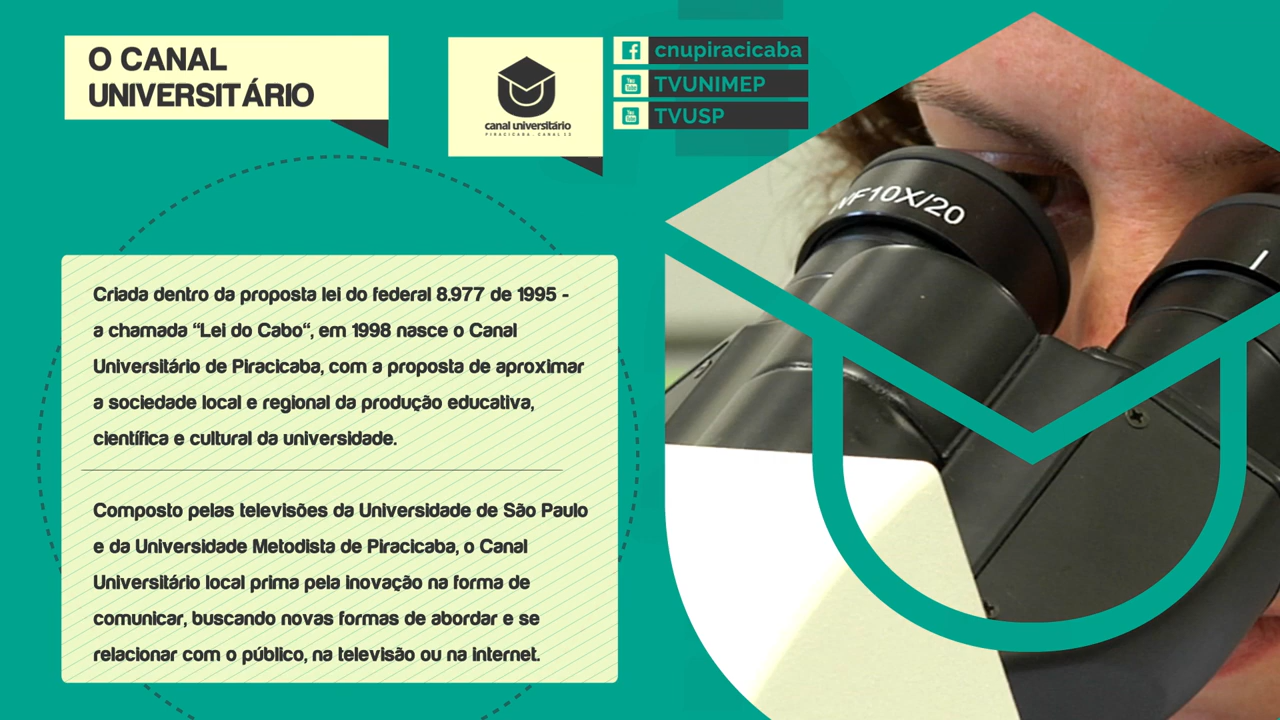 O CANAL
UNIVERSITÁRIO
canal universitário
PIRACICABA . CANAL 13
cnupiracicaba
TVUNIMEP
TVUSP
WF10X/20
Criada dentro da proposta lei do federal 8.977 de 1995 -
a chamada “Lei do Cabo“, em 1998 nasce o Canal
Universitário de Piracicaba, com a proposta de aproximar
a sociedade local e regional da produção educativa,
científica e cultural da universidade.
Composto pelas televisões da Universidade de São Paulo
e da Universidade Metodista de Piracicaba, o Canal
Universitário local prima pela inovação na forma de
comunicar, buscando novas formas de abordar e se
relacionar com o público, na televisão ou na internet.